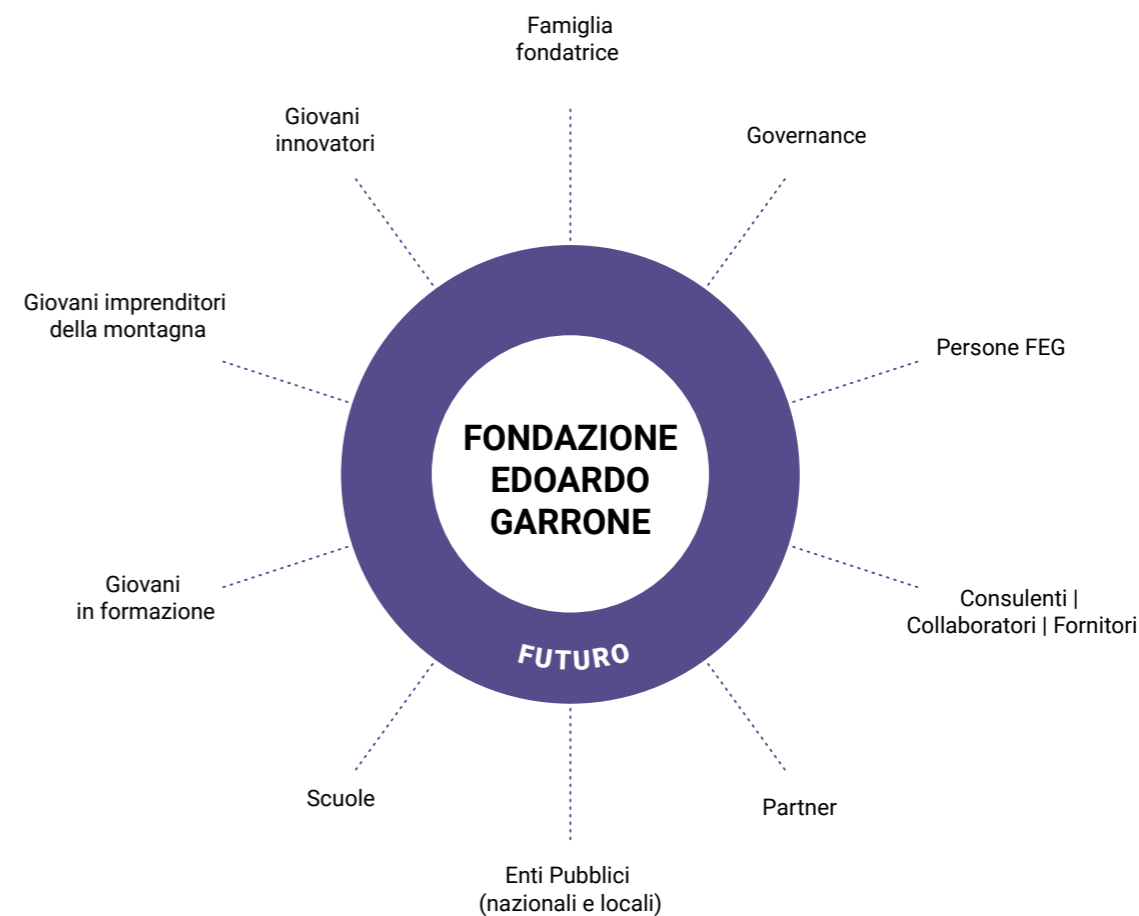 Famiglia
fondatrice
Governance
Persone FEG
Consulenti |
Collaboratori | Fornitori
Partner
Enti Pubblici
(nazionali e locali)
Scuole
Giovani
in formazione
Giovani imprenditori
della montagna
Giovani
innovatori
FONDAZIONE
EDOARDO
GARRONE
FUTURO